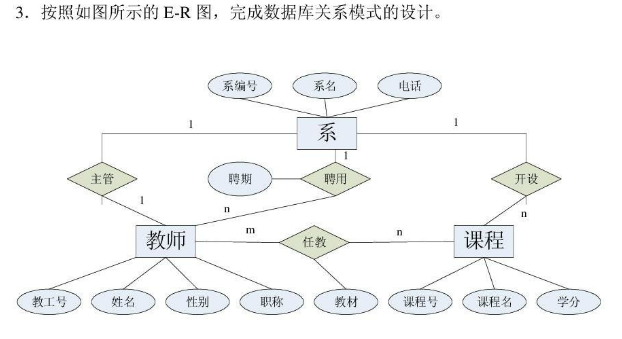 3．按照如图所示的 E-R 图，完成数据库关系模式的设计。
系编号 系名 电话
1 系 1
1
主管 聘期 聘用 开设
1 n n
教师 m 任教 n 课程
教工号 姓名 性别 职称 教材 课程号 课程名 学分